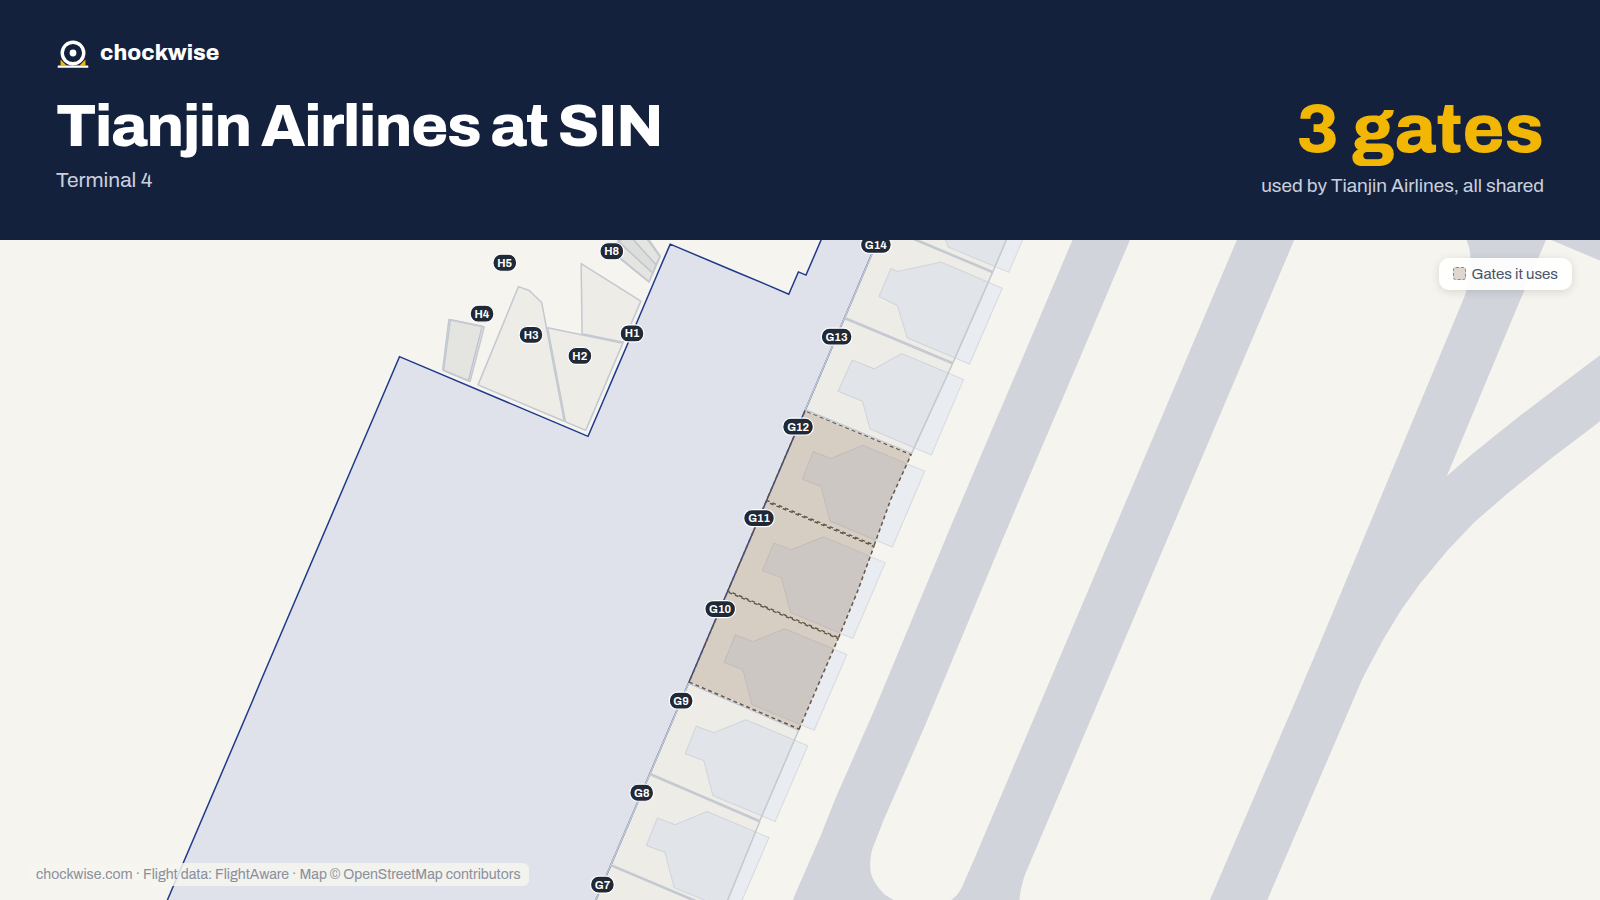 chockwise
Tianjin Airlines at SIN
Terminal 4
3 gates
used by Tianjin Airlines, all shared
Gates it uses
G14
H8
H5
H4
H3
H1
G13
H2
G12
G11
G10
G9
G8
G7
chockwise.com · Flight data: FlightAware · Map © OpenStreetMap contributors